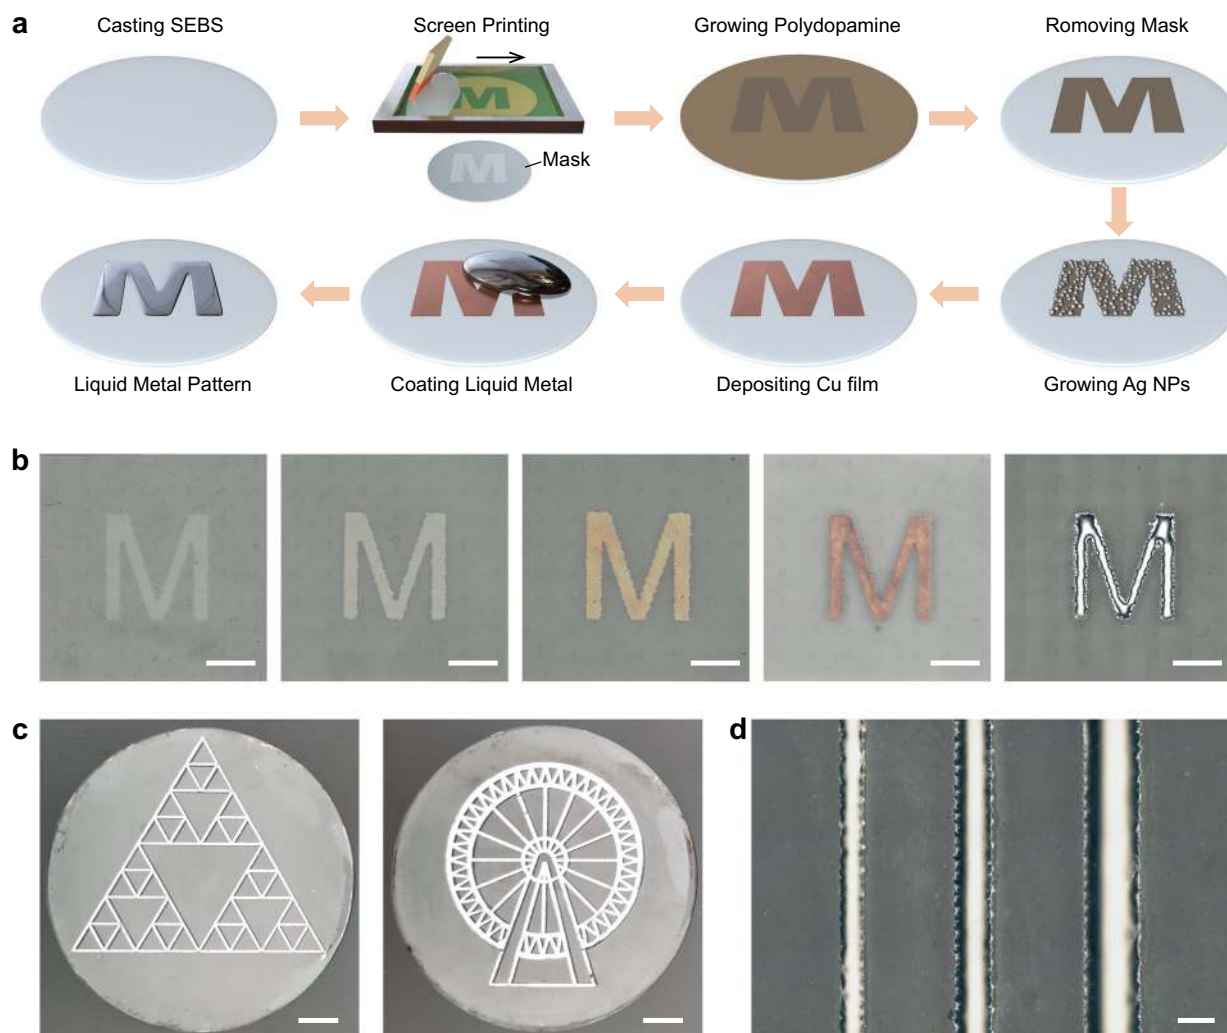 a
Casting SEBS
Screen Printing
Growing Polydopamine
Romoving Mask
M
Mask
M
M
M
M
M
M
M
Liquid Metal Pattern
Coating Liquid Metal
Depositing Cu film
Growing Ag NPs
b
M
M
M
M
M
c
d